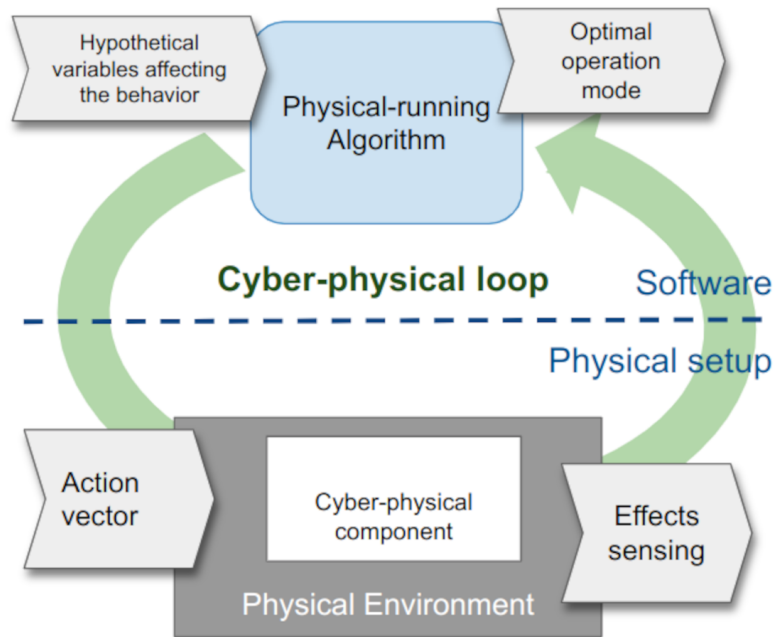 Hypothetical
variables affecting
the behavior
Physical-running
Algorithm
Optimal
operation
mode
Cyber-physical loop
Software
Physical setup
Action
vector
Cyber-physical
component
Effects
sensing
Physical Environment